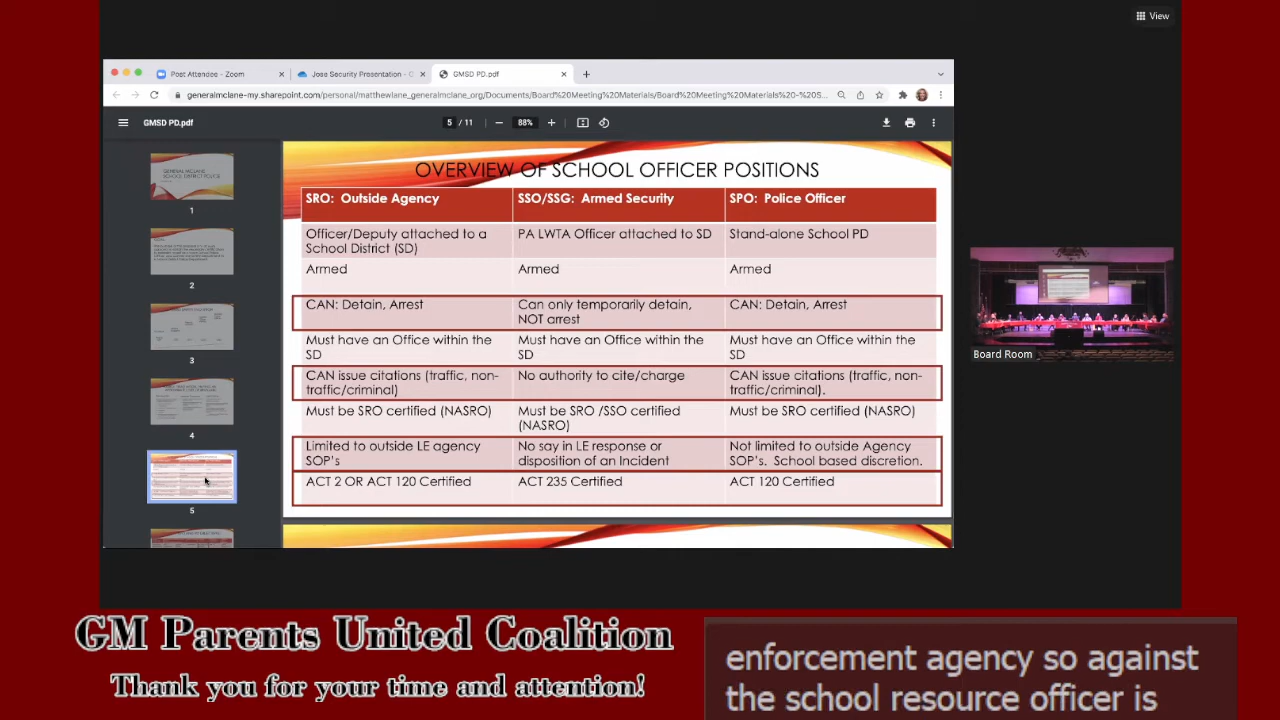 View
Post Attendee - Zoom
Joes Security Presentation - C
GMSD PD.pdf
generalmclane-my.sharepoint.com/personal/matthewlane_generalmclane_org/Documents/Board%20Meeting%20Materials/Board%20Meeting%20Materials%20-%20S...
GMSD PD.pdf
5 / 11
88%
GENERAL MCLANE
SCHOOL DISTRICT POLICE
1
2
3
4
5
OVERVIEW OF SCHOOL OFFICER POSITIONS
SRO: Outside Agency
SSO/SSG: Armed Security
SPO: Police Officer
Officer/Deputy attached to a
School District (SD)
PA LWTA Officer attached to SD
Stand-alone School PD
Armed
Armed
Armed
CAN: Detain, Arrest
Can only temporarily detain,
NOT arrest
CAN: Detain, Arrest
Must have an Office within the
SD
Must have an Office within the
SD
Must have an Office within the
SD
CAN issue citations (traffic, non-
traffic/criminal)
No authority to cite/charge
CAN issue citations (traffic, non-
traffic/criminal).
Must be SRO certified (NASRO)
Must be SRO /SSO certified
(NASRO)
Must be SRO certified (NASRO)
Limited to outside LE agency
SOP's
No say in LE response or
disposition of an Incident
Not limited to outside Agency
SOP's. School based discretion.
ACT 2 OR ACT 120 Certified
ACT 235 Certified
ACT 120 Certified
Board Room
GM Parents United Coalition
Thank you for your time and attention!
enforcement agency so against
the school resource officer is